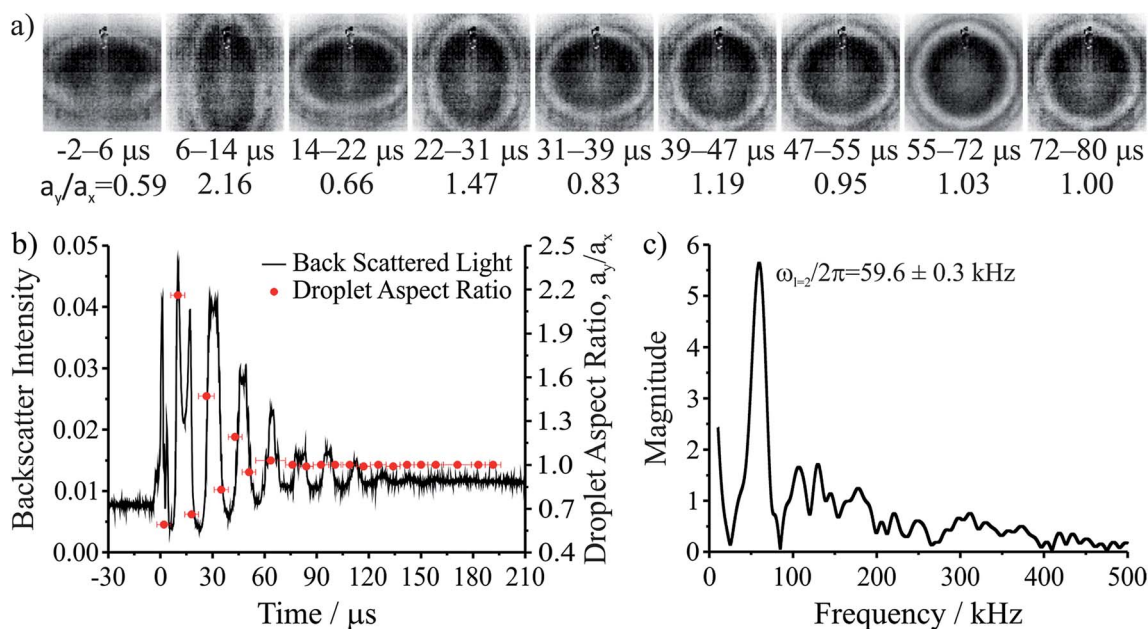 a)
-2–6 μs 6–14 μs 14–22 μs 22–31 μs 31–39 μs 39–47 μs 47–55 μs 55–72 μs 72–80 μs
a_y/a_x=0.59 2.16 0.66 1.47 0.83 1.19 0.95 1.03 1.00
b)
Back Scattered Light
Droplet Aspect Ratio
Backscatter Intensity
0.05
0.04
0.03
0.02
0.01
0.00
-30 0 30 60 90 120 150 180 210
Time / μs
2.5
2.2
1.9
1.6
1.3
1.0
0.7
0.4
Droplet Aspect Ratio, a_y/a_x
c)
ω_l=2/2π=59.6 ± 0.3 kHz
Magnitude
6
5
4
3
2
1
0
0 100 200 300 400 500
Frequency / kHz